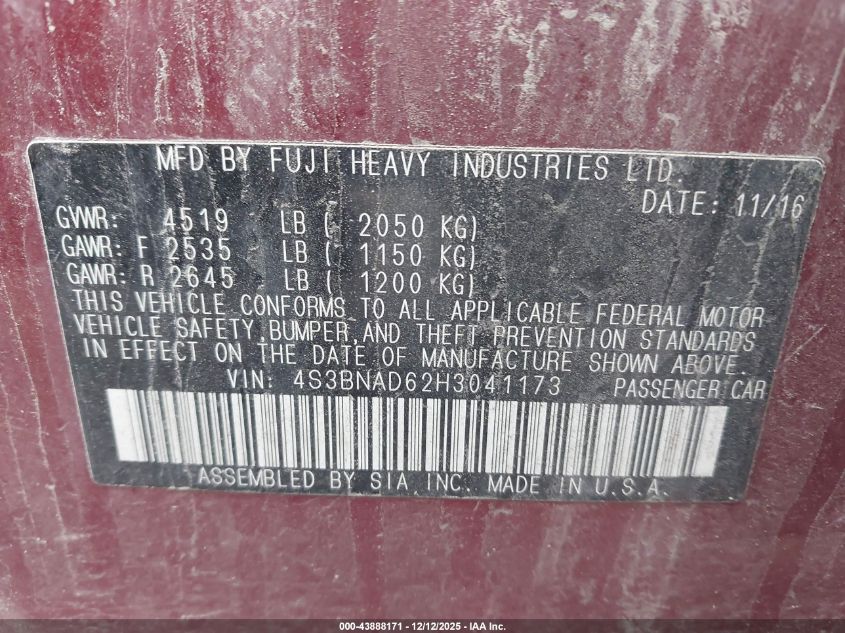 MFD BY FUJI HEAVY INDUSTRIES LTD.
DATE: 11/16
GVWR: 4519 LB ( 2050 KG)
GAWR: F 2535 LB ( 1150 KG)
GAWR: R 2645 LB ( 1200 KG)
THIS VEHICLE CONFORMS TO ALL APPLICABLE FEDERAL MOTOR
VEHICLE SAFETY, BUMPER, AND THEFT PREVENTION STANDARDS
IN EFFECT ON THE DATE OF MANUFACTURE SHOWN ABOVE.
VIN: 4S3BNAD62H3041173 PASSENGER CAR
ASSEMBLED BY SIA INC. MADE IN U.S.A.
000-43888171 - 12/12/2025 - IAA Inc.